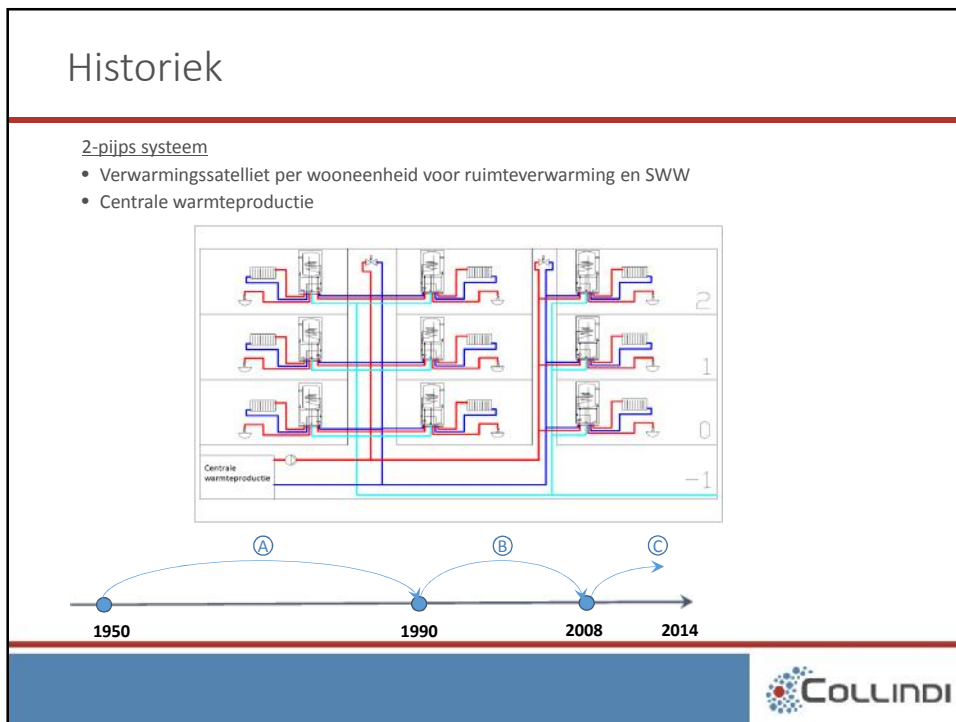 Historiek
2-pijps systeem
• Verwarmingssatelliet per wooneenheid voor ruimteverwarming en SWW
• Centrale warmteproductie
2
1
0
Centrale
warmteproductie
-1
A
B
C
1950
1990
2008
2014
COLLINDI